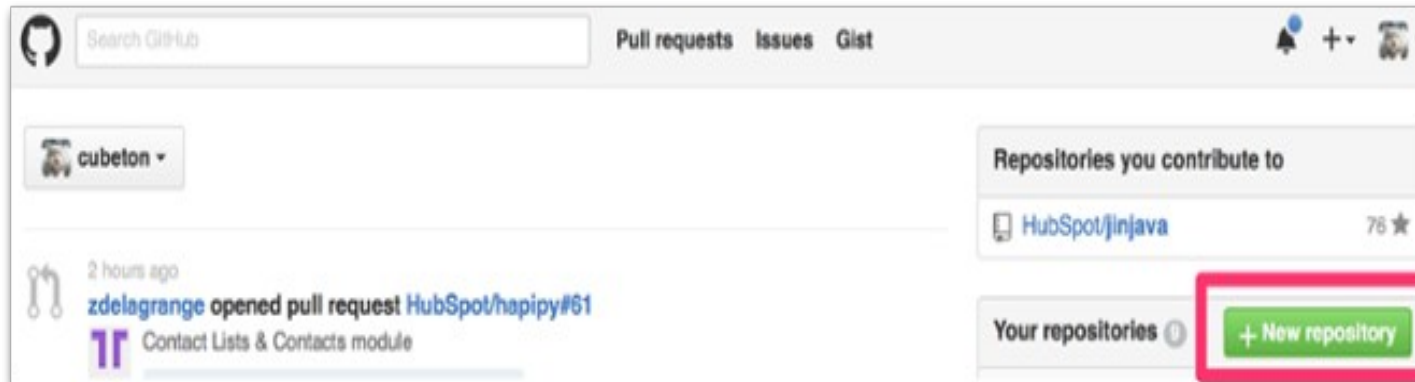 Search GitHub
Pull requests Issues Gist
cubeton
Repositories you contribute to
HubSpot/jinjava 76
2 hours ago
zdelagrange opened pull request HubSpot/hapipy#61
Contact Lists & Contacts module
Your repositories
+ New repository